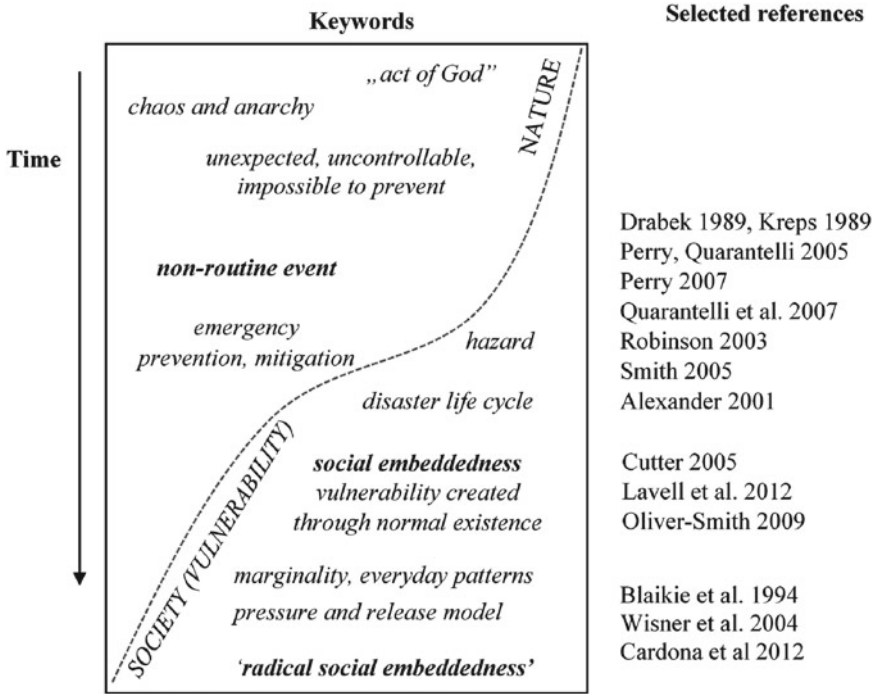 Keywords
Selected references
Time
„act of God”
chaos and anarchy
NATURE
unexpected, uncontrollable,
impossible to prevent
non-routine event
emergency
prevention, mitigation
hazard
disaster life cycle
SOCIETY (VULNERABILITY)
social embeddedness
vulnerability created
through normal existence
marginality, everyday patterns
pressure and release model
‘radical social embeddedness’
Drabek 1989, Kreps 1989
Perry, Quarantelli 2005
Perry 2007
Quarantelli et al. 2007
Robinson 2003
Smith 2005
Alexander 2001
Cutter 2005
Lavell et al. 2012
Oliver-Smith 2009
Blaikie et al. 1994
Wisner et al. 2004
Cardona et al 2012